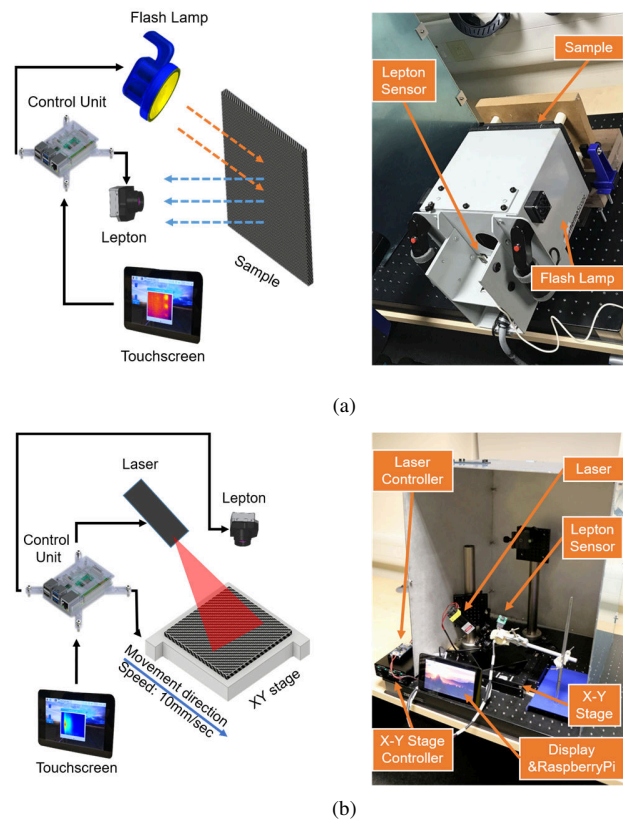 Flash Lamp
Control Unit
Lepton
Sample
Touchscreen
Sample
Lepton
Sensor
Flash Lamp
(a)
Laser
Lepton
Control
Unit
Movement direction
Speed: 10mm/sec
XY stage
Touchscreen
Laser
Controller
Laser
Lepton
Sensor
X-Y
Stage
X-Y Stage
Controller
Display
&RaspberryPi
(b)